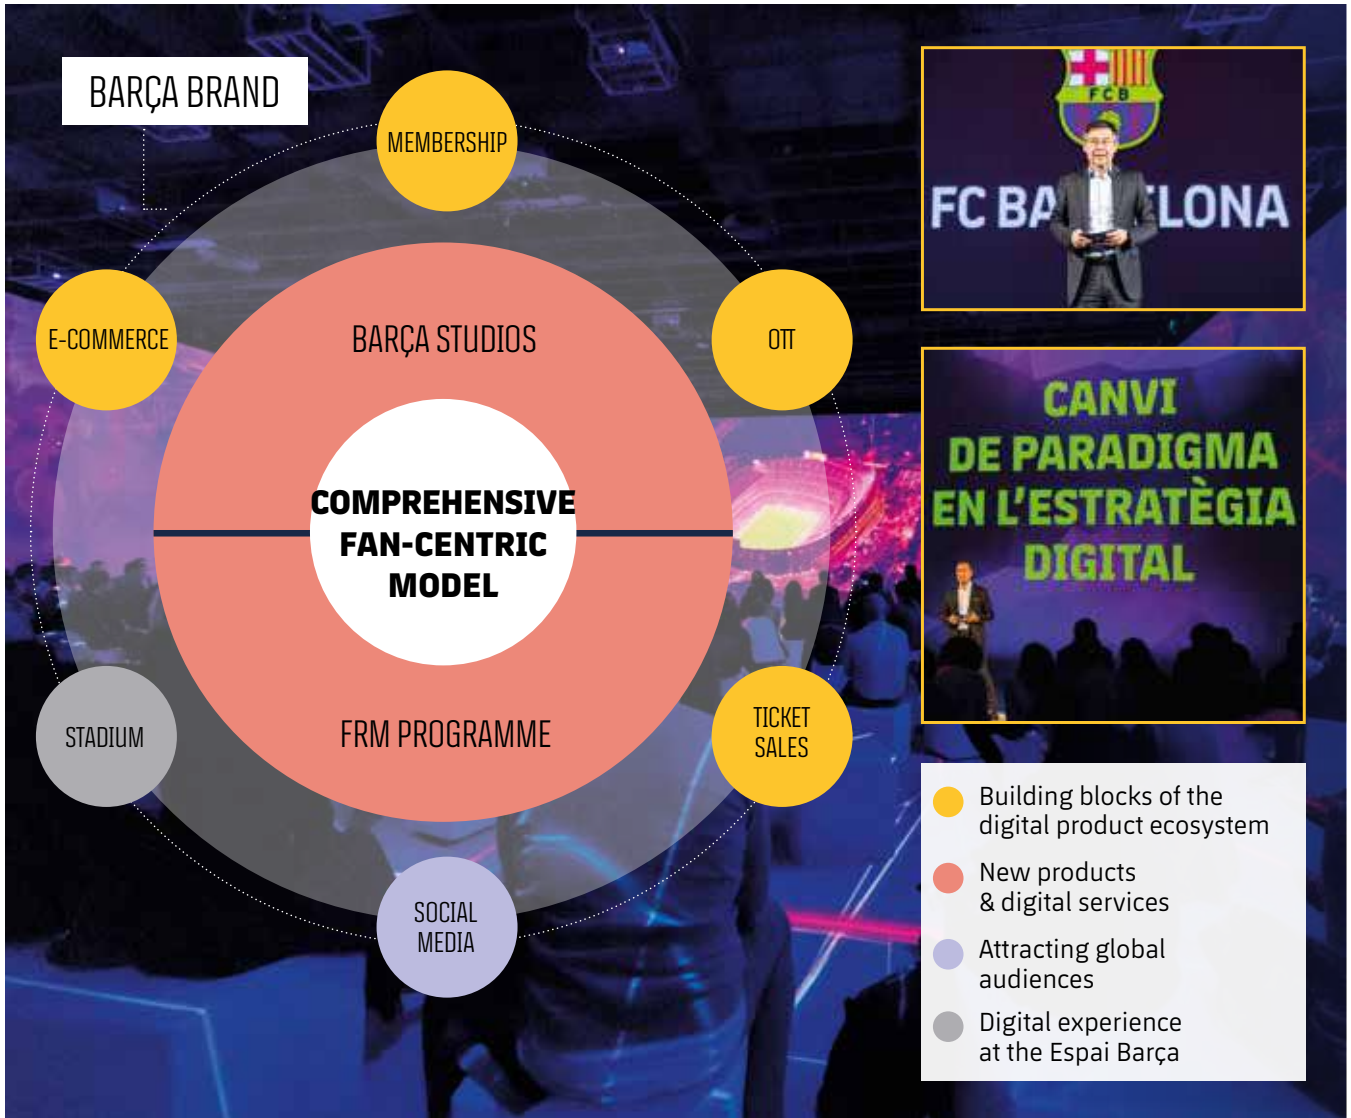 BARÇA BRAND
MEMBERSHIP
E-COMMERCE
OTT
BARÇA STUDIOS
COMPREHENSIVE
FAN-CENTRIC
MODEL
FRM PROGRAMME
STADIUM
TICKET
SALES
SOCIAL
MEDIA
FCB
FC BA LONA
CANVI
DE PARADIGMA
EN L'ESTRATÈGIA
DIGITAL
Building blocks of the
digital product ecosystem
New products
& digital services
Attracting global
audiences
Digital experience
at the Espai Barça